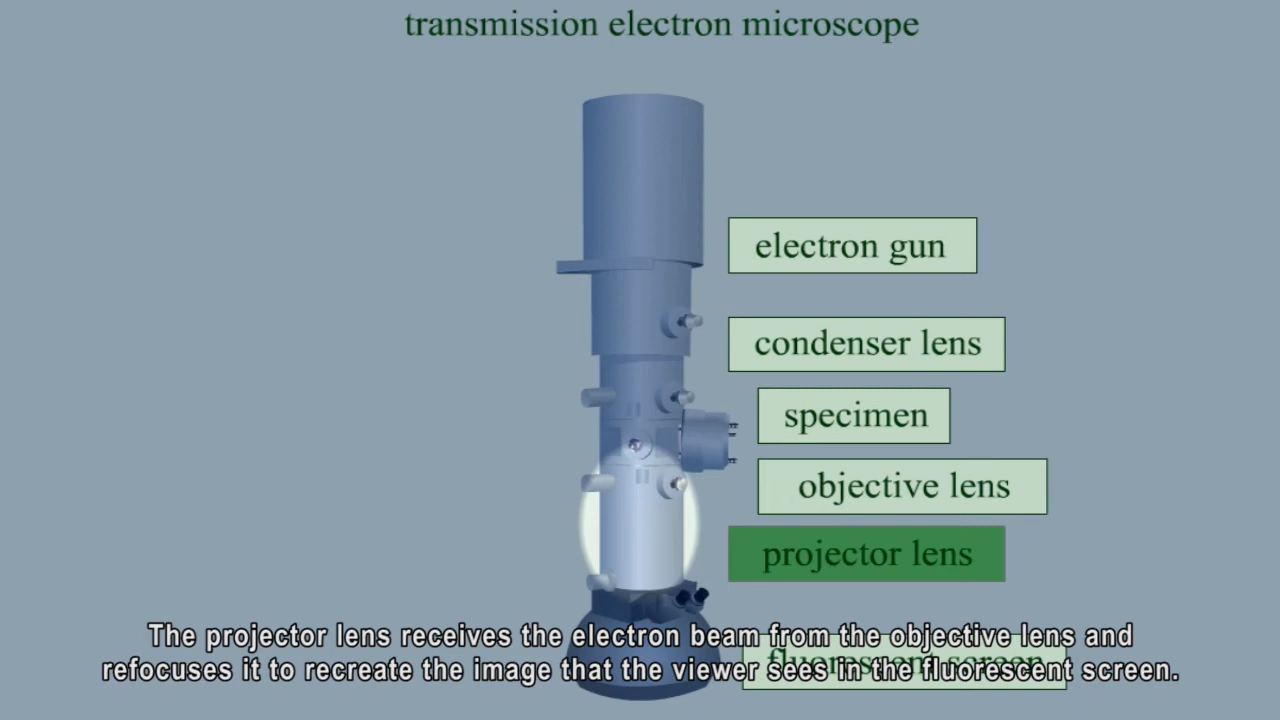 transmission electron microscope
electron gun
condenser lens
specimen
objective lens
projector lens
fluorescent screen
The projector lens receives the electron beam from the objective lens and
refocuses it to recreate the image that the viewer sees in the fluorescent screen.